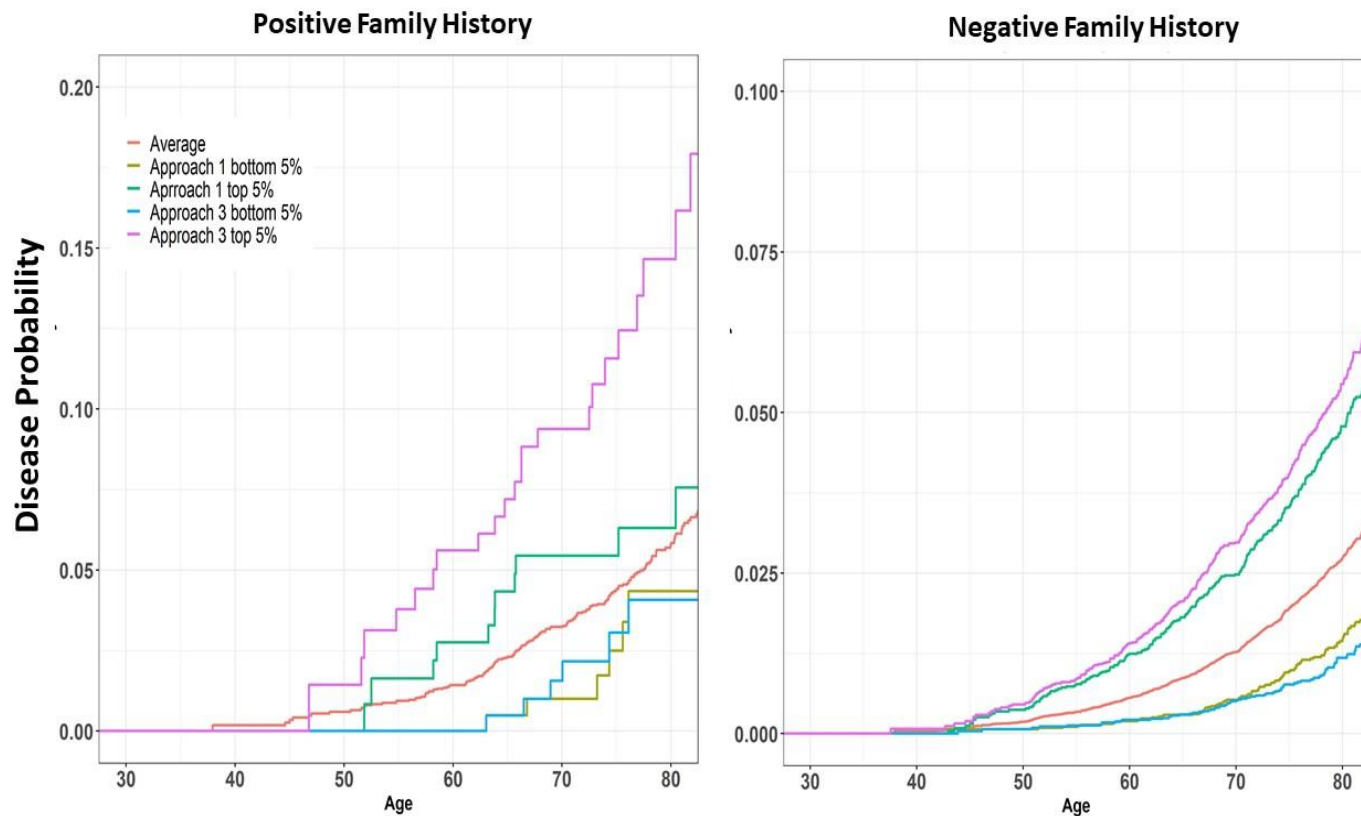 Positive Family History
Negative Family History
Disease Probability
0.20
0.15
0.10
0.05
0.00
Average
Approach 1 bottom 5%
Aprroach 1 top 5%
Approach 3 bottom 5%
Approach 3 top 5%
30 40 50 60 70 80
Age
0.100
0.075
0.050
0.025
0.000
30 40 50 60 70 80
Age